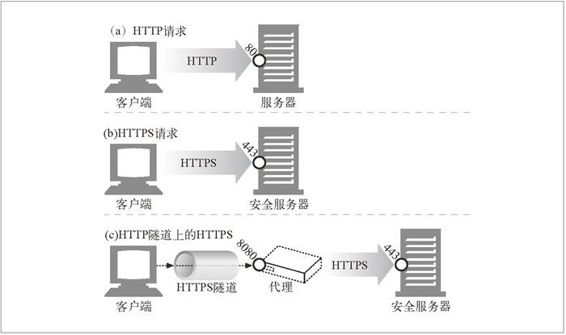 (a) HTTP请求
HTTP
80
客户端
服务器
(b)HTTPS请求
HTTPS
443
客户端
安全服务器
(c)HTTP隧道上的HTTPS
8080
443
HTTPS
HTTPS隧道
代理
客户端
安全服务器